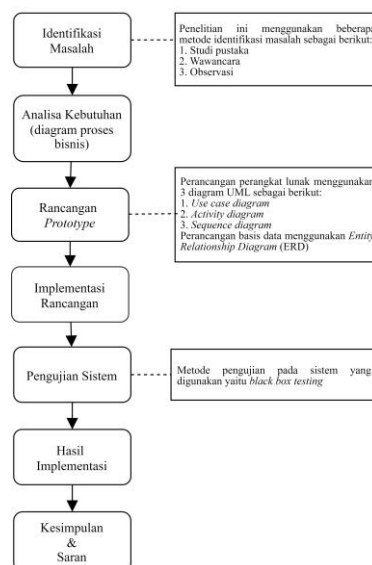 Identifikasi
Masalah
Penelitian ini menggunakan beberapa
metode identifikasi masalah sebagai berikut:
1. Studi pustaka
2. Wawancara
3. Observasi
Analisa Kebutuhan
(diagram proses
bisnis)
Rancangan
Prototype
Perancangan perangkat lunak menggunakan
3 diagram UML sebagai berikut:
1. Use case diagram
2. Activity diagram
3. Sequence diagram
Perancangan basis data menggunakan Entity
Relationship Diagram (ERD)
Implementasi
Rancangan
Pengujian Sistem
Metode pengujian pada sistem yang
digunakan yaitu black box testing
Hasil
Implementasi
Kesimpulan
&
Saran